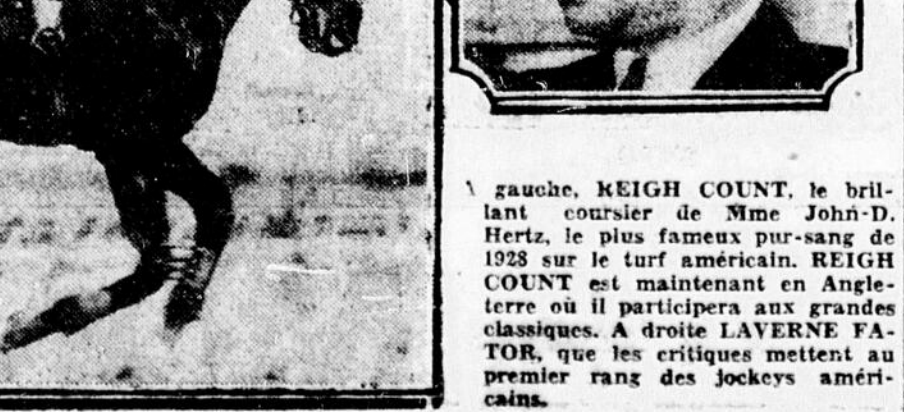 A gauche, REIGH COUNT, le bril-
lant coursier de Mme John-D.
Hertz, le plus fameux pur-sang de
1928 sur le turf américain. REIGH
COUNT est maintenant en Angle-
terre où il participera aux grandes
classiques. A droite LAVERNE FA-
TOR, que les critiques mettent au
premier rang des jockeys améri-
cains.